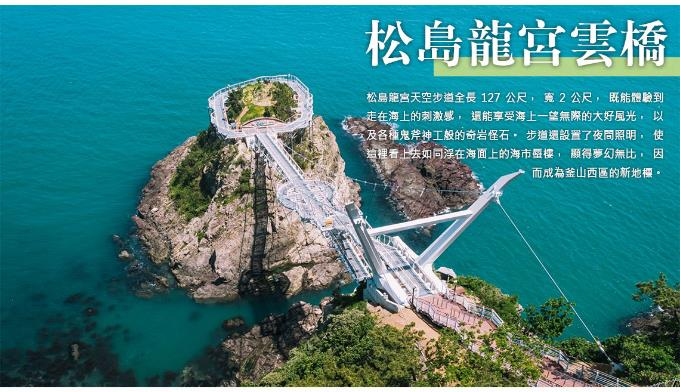 松島龍宮雲橋
松島龍宮天空步道全長 127 公尺， 寬 2 公尺， 既能體驗到
走在海上的刺激感， 還能享受海上一望無際的大好風光， 以
及各種鬼斧神工般的奇岩怪石。 步道還設置了夜間照明， 使
這裡看上去如同浮在海面上的海市蜃樓， 顯得夢幻無比， 因
而成為釜山西區的新地標。